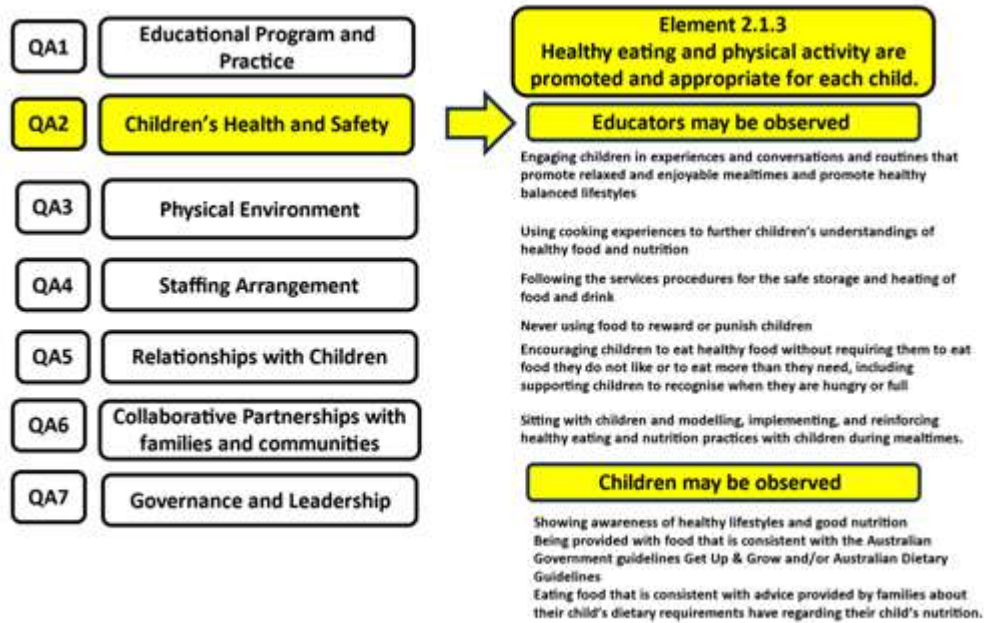 QA1
Educational Program and
Practice
QA2
Children's Health and Safety
QA3
Physical Environment
QA4
Staffing Arrangement
QA5
Relationships with Children
QA6
Collaborative Partnerships with
families and communities
QA7
Governance and Leadership
Element 2.1.3
Healthy eating and physical activity are
promoted and appropriate for each child.
Educators may be observed
Engaging children in experiences and conversations and routines that
promote relaxed and enjoyable mealtimes and promote healthy
balanced lifestyles
Using cooking experiences to further children's understandings of
healthy food and nutrition
Following the services procedures for the safe storage and heating of
food and drink
Never using food to reward or punish children
Encouraging children to eat healthy food without requiring them to eat
food they do not like or to eat more than they need, including
supporting children to recognise when they are hungry or full
Sitting with children and modelling, implementing, and reinforcing
healthy eating and nutrition practices with children during mealtimes.
Children may be observed
Showing awareness of healthy lifestyles and good nutrition
Being provided with food that is consistent with the Australian
Government guidelines Get Up & Grow and/or Australian Dietary
Guidelines
Eating food that is consistent with advice provided by families about
their child's dietary requirements have regarding their child's nutrition.